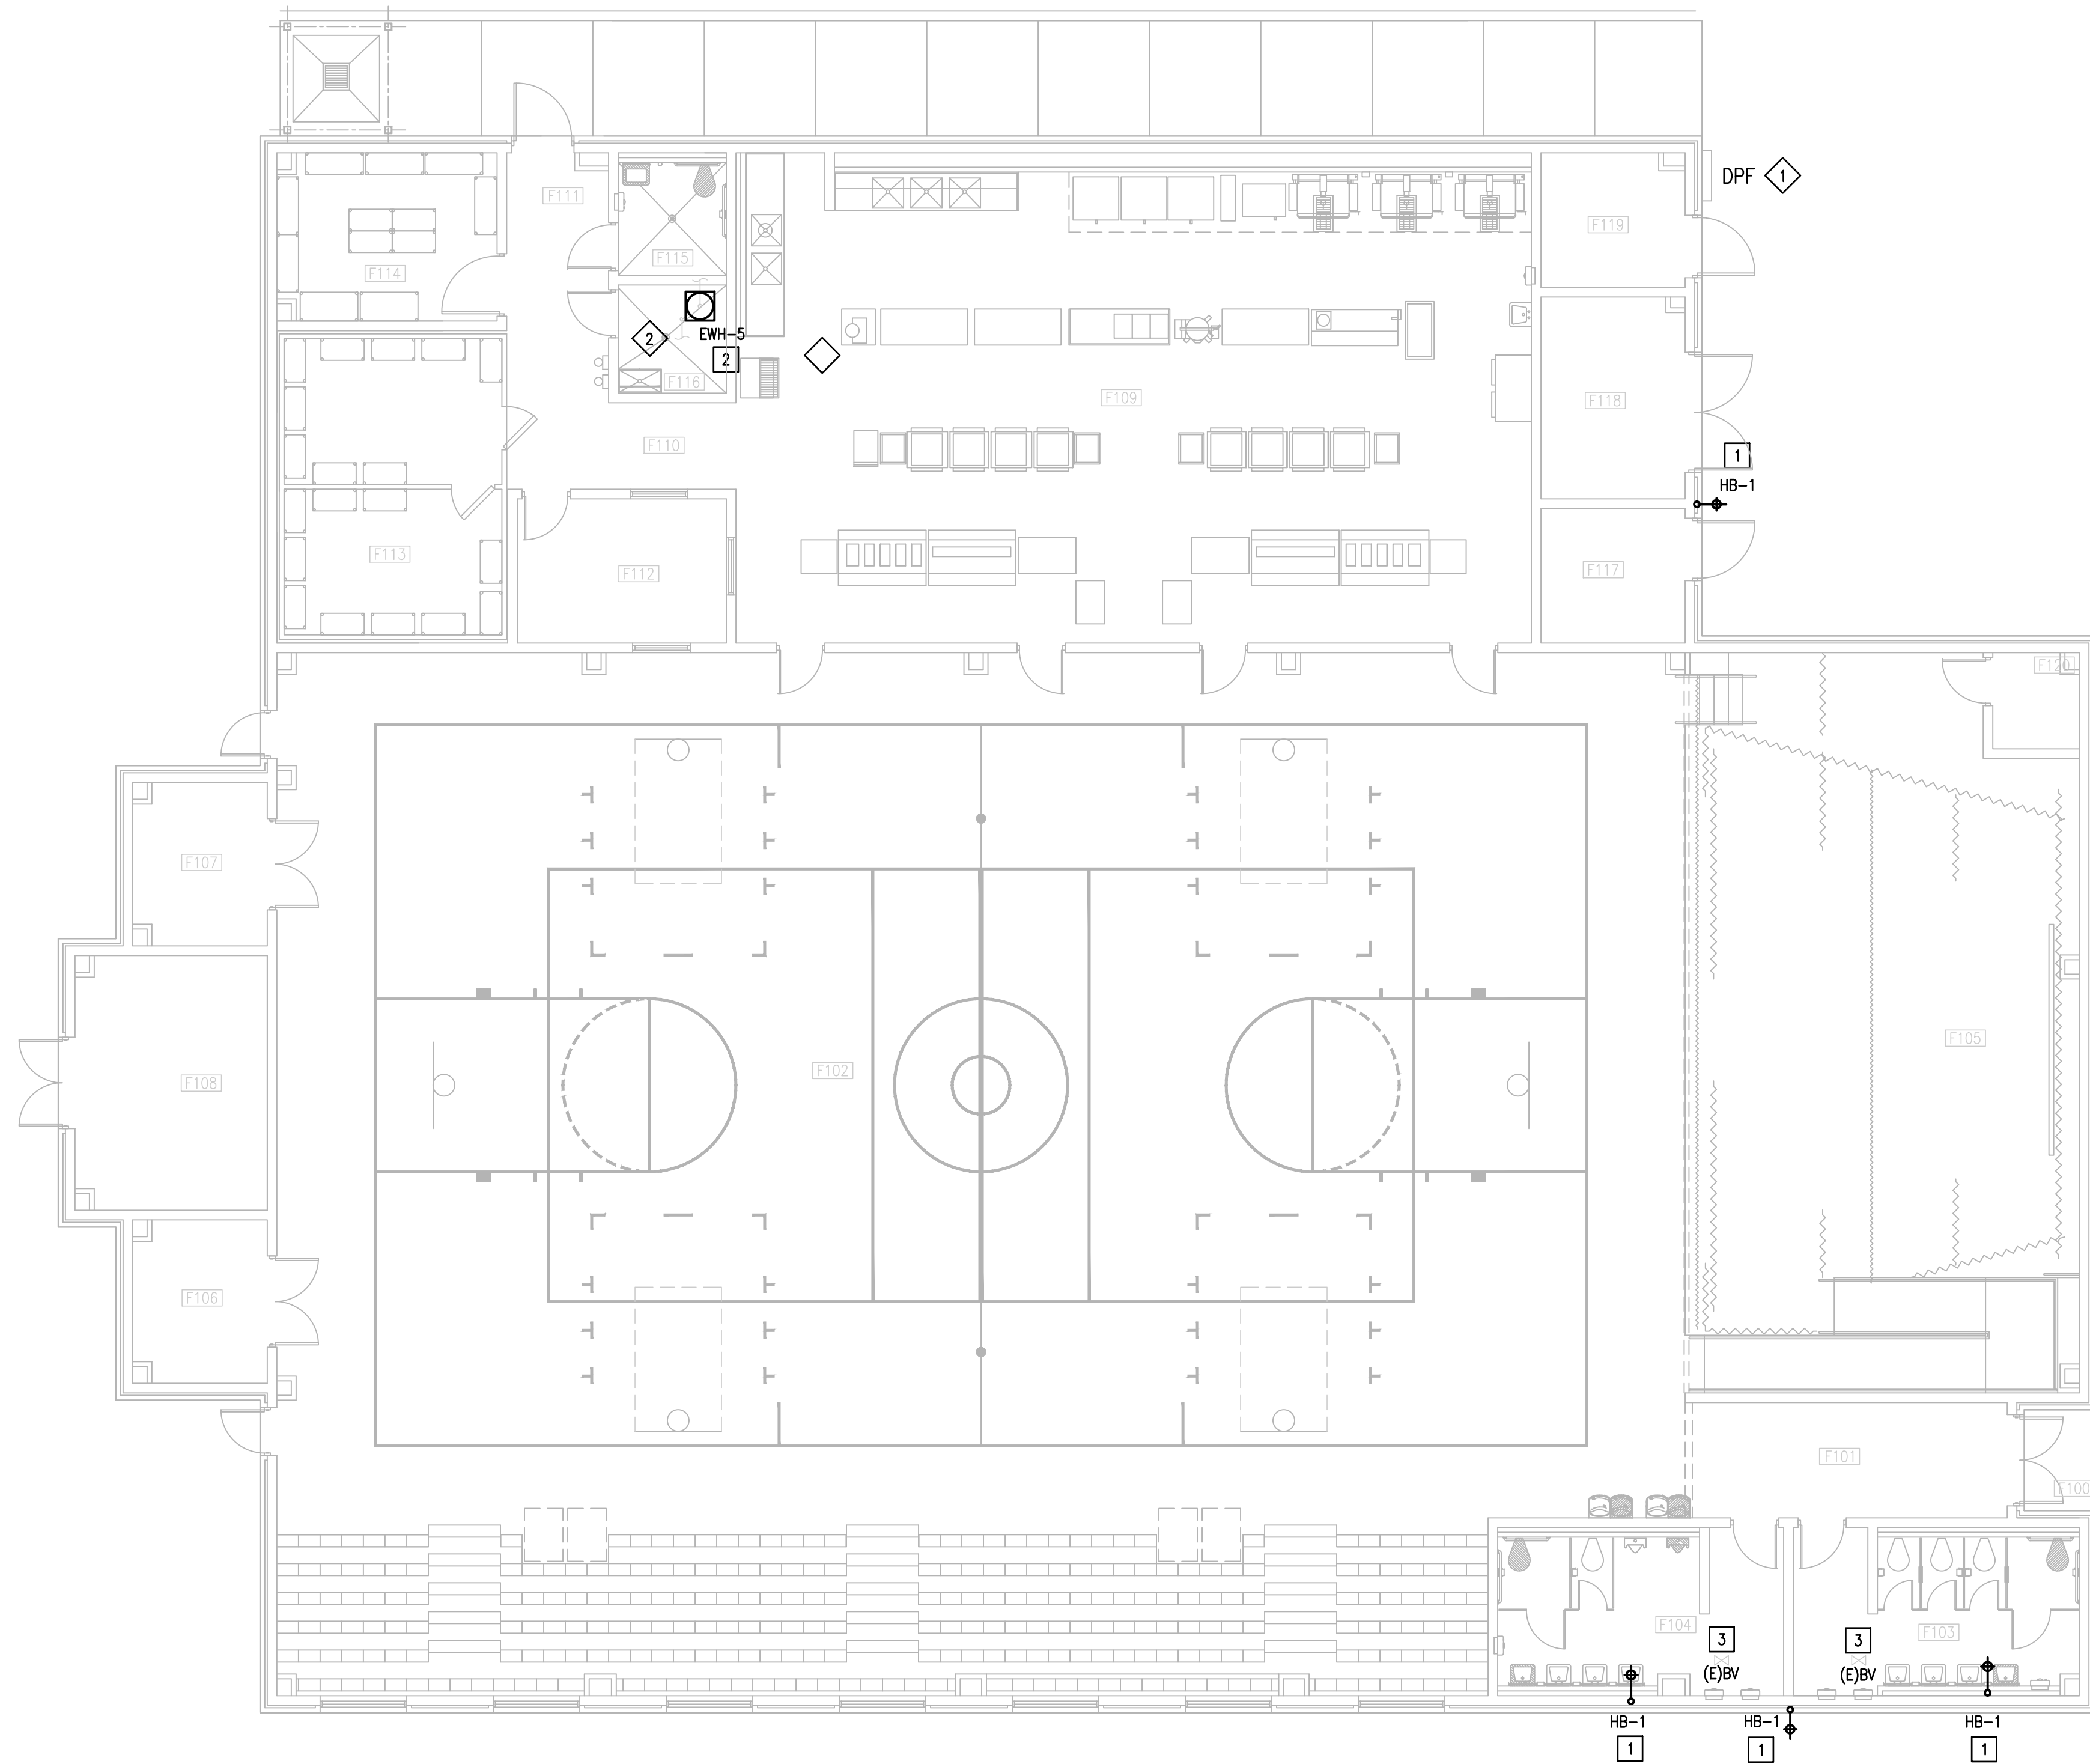 DPF 1
F111
F119
F115
F114
2
EWH-5
2
F116
F109
F118
F110
1
HB-1
F113
F112
F117
F120
F107
F105
F102
F108
F106
F101
F100
F104
3
(E)BV
3
(E)BV
F103
HB-1
1
HB-1
1
HB-1
1